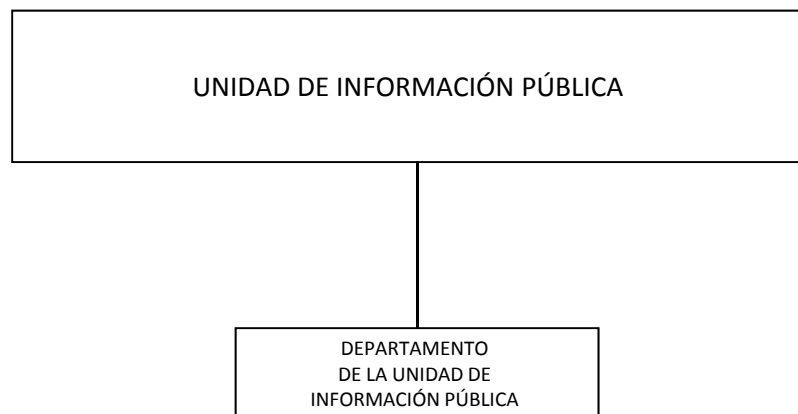 UNIDAD DE INFORMACIÓN PÚBLICA
DEPARTAMENTO
DE LA UNIDAD DE
INFORMACIÓN PÚBLICA